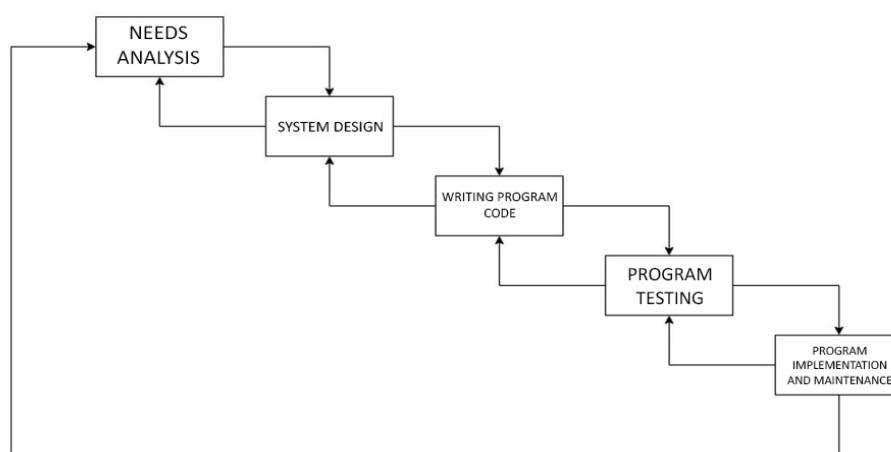 NEEDS
ANALYSIS
SYSTEM DESIGN
WRITING PROGRAM
CODE
PROGRAM
TESTING
PROGRAM
IMPLEMENTATION
AND MAINTENANCE